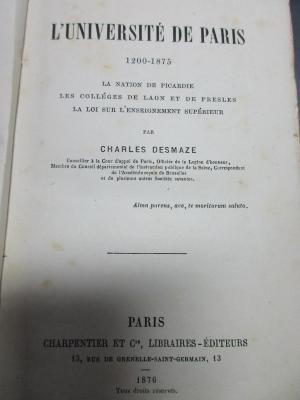 L'UNIVERSITÉ DE PARIS
1200-1875
LA NATION DE PICARDIE
LES COLLÉGES DE LAON ET DE PRESLES
LA LOI SUR L'ENSEIGNEMENT SUPÉRIEUR
PAR
CHARLES DESMAZE
Conseiller à la Cour d'appel de Paris, Officier de la Légion d'honneur,
Membre du Conseil départemental de l'instruction publique de la Seine, Correspondant
de l'Académie royale de Bruxelles
et de plusieurs autres Sociétés savantes.
Alma parens, ave, te moriturum saluto.
PARIS
CHARPENTIER ET Cie, LIBRAIRES-ÉDITEURS
13, RUE DE GRENELLE-SAINT-GERMAIN, 13
1876
Tous droits réservés.